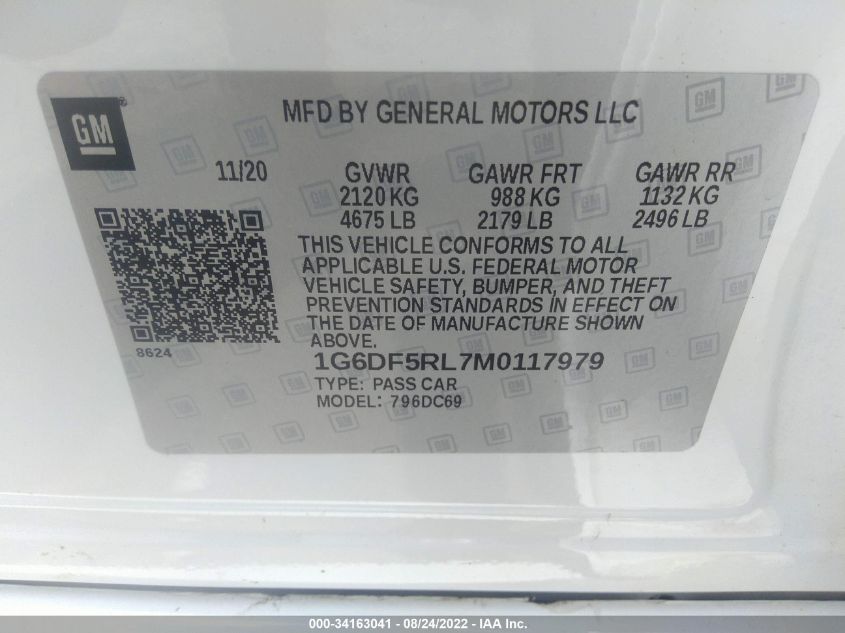 GM
MFD BY GENERAL MOTORS LLC
11/20 GVWR GAWR FRT GAWR RR
2120 KG 988 KG 1132 KG
4675 LB 2179 LB 2496 LB
THIS VEHICLE CONFORMS TO ALL
APPLICABLE U.S. FEDERAL MOTOR
VEHICLE SAFETY, BUMPER, AND THEFT
PREVENTION STANDARDS IN EFFECT ON
THE DATE OF MANUFACTURE SHOWN
ABOVE.
8624
1G6DF5RL7M0117979
TYPE: PASS CAR
MODEL: 796DC69
000-34163041 - 08/24/2022 - IAA Inc.